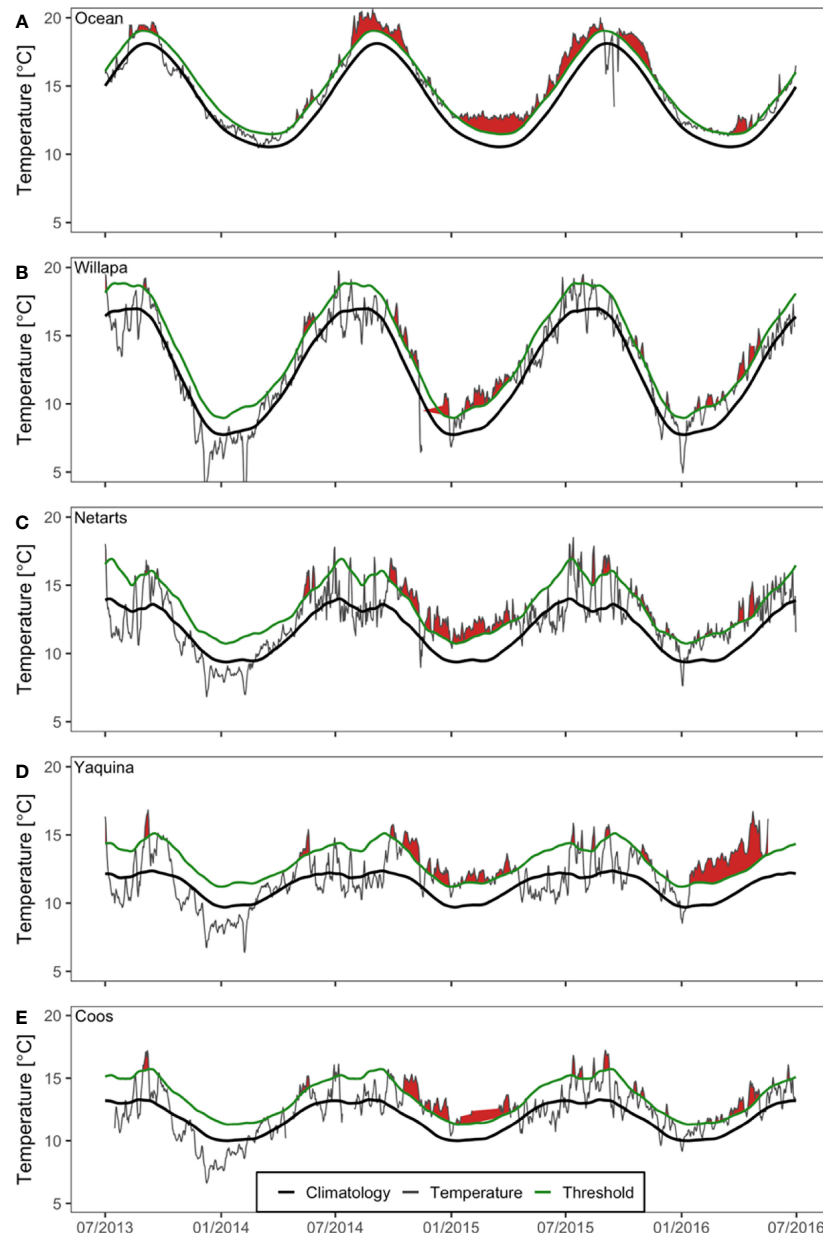 A
Ocean
Temperature [°C]
20
15
10
5
B
Willapa
Temperature [°C]
20
15
10
5
C
Netarts
Temperature [°C]
20
15
10
5
D
Yaquina
Temperature [°C]
20
15
10
5
E
Coos
Temperature [°C]
20
15
10
5
Climatology Temperature Threshold
07/2013 01/2014 07/2014 01/2015 07/2015 01/2016 07/2016